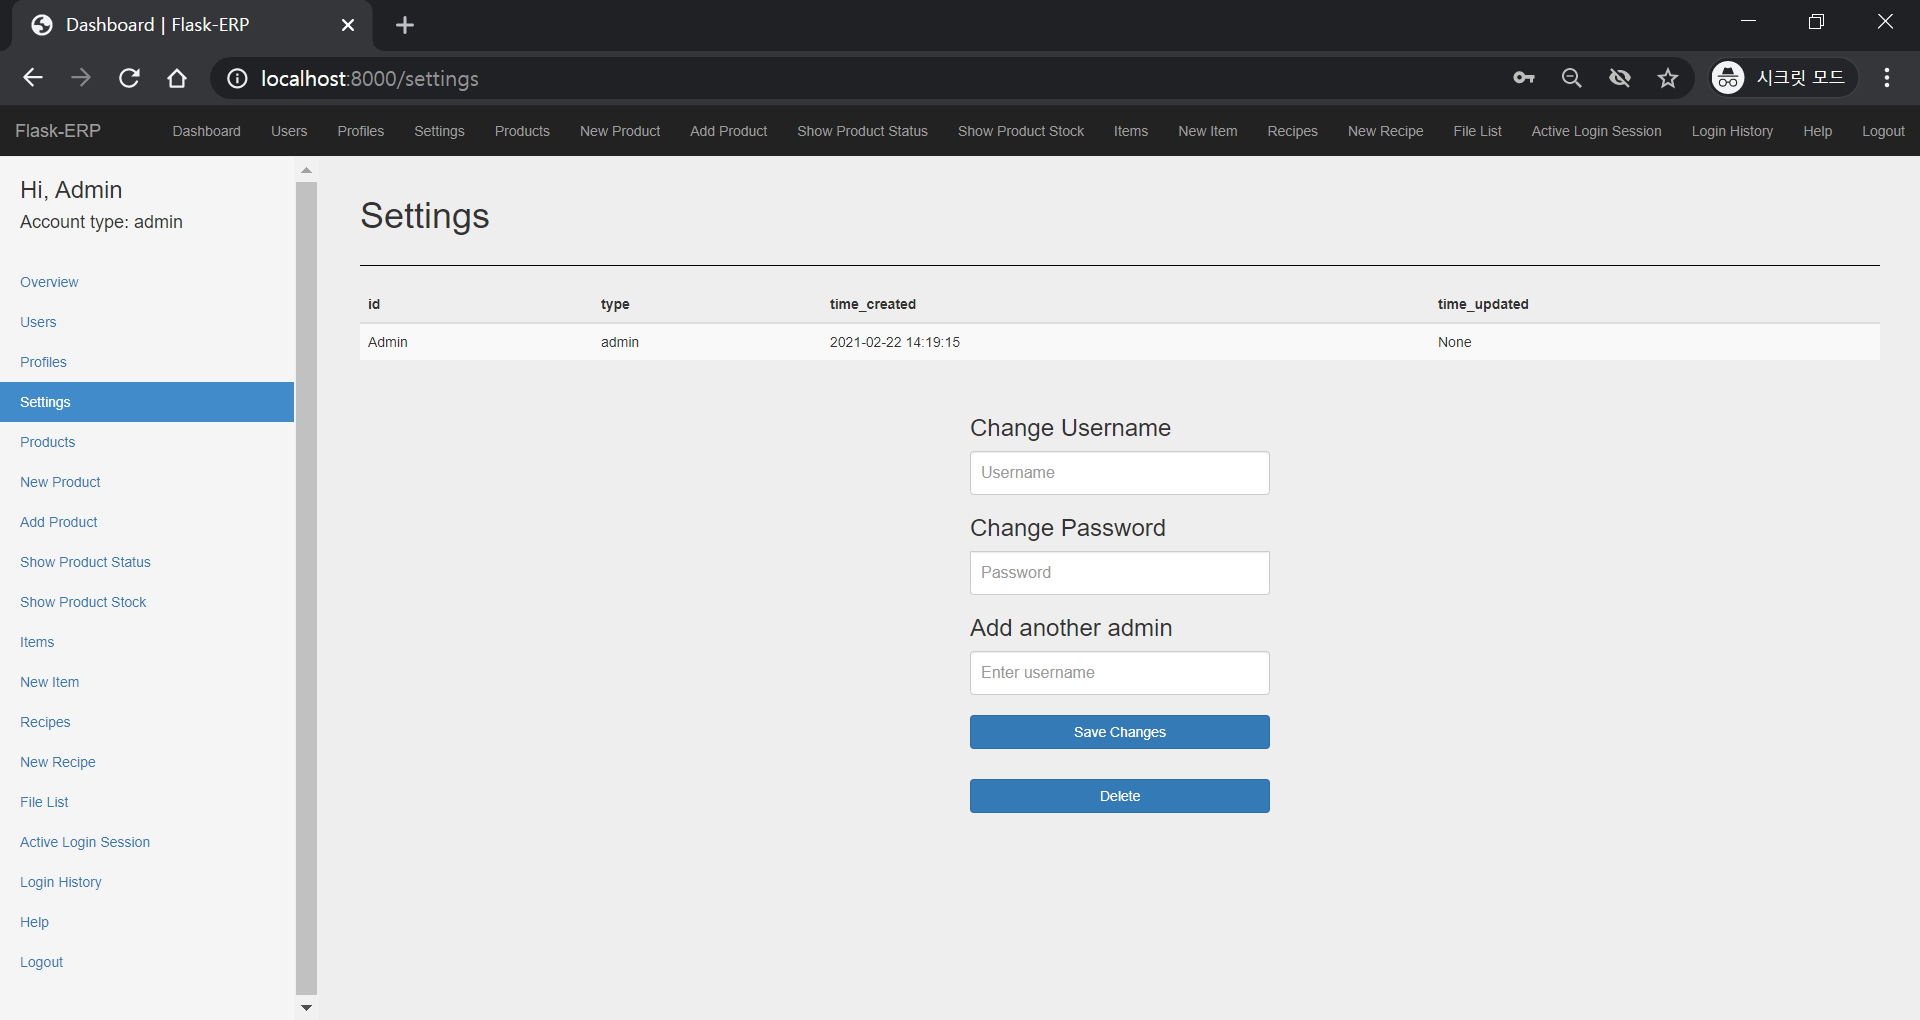 Dashboard | Flask-ERP
localhost:8000/settings
시크릿 모드
Flask-ERP Dashboard Users Profiles Settings Products New Product Add Product Show Product Status Show Product Stock Items New Item Recipes New Recipe File List Active Login Session Login History Help Logout
Hi, Admin
Account type: admin
Overview
Users
Profiles
Settings
Products
New Product
Add Product
Show Product Status
Show Product Stock
Items
New Item
Recipes
New Recipe
File List
Active Login Session
Login History
Help
Logout
Settings
id type time_created time_updated
Admin admin 2021-02-22 14:19:15 None
Change Username
Username
Change Password
Password
Add another admin
Enter username
Save Changes
Delete